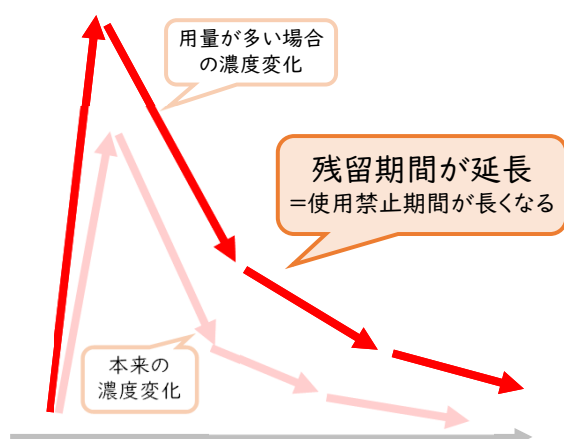 用量が多い場合
の濃度変化
残留期間が延長
=使用禁止期間が長くなる
本来の
濃度変化